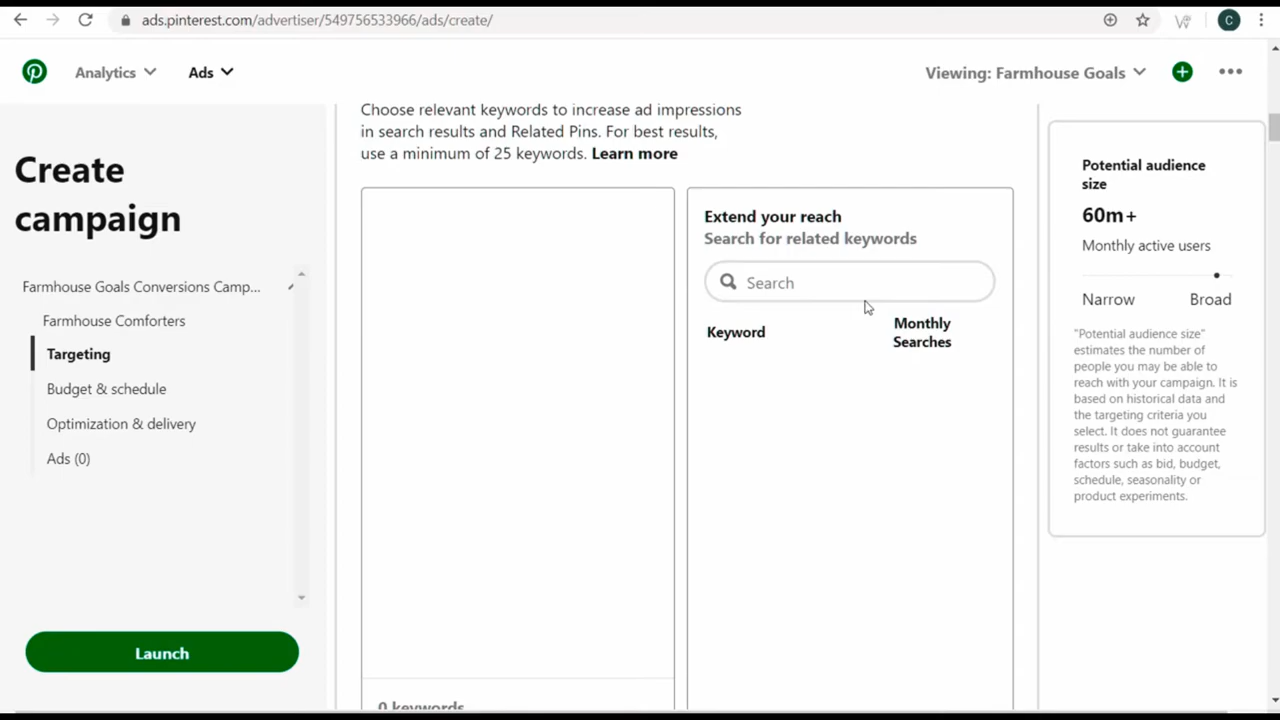 ads.pinterest.com/advertiser/549756533966/ads/create/
C
Analytics
Ads
Viewing: Farmhouse Goals
Create
campaign
Farmhouse Goals Conversions Camp...
Farmhouse Comforters
Targeting
Budget & schedule
Optimization & delivery
Ads (0)
Launch
Choose relevant keywords to increase ad impressions
in search results and Related Pins. For best results,
use a minimum of 25 keywords. Learn more
0 keywords
Extend your reach
Search for related keywords
Search
Keyword
Monthly
Searches
Potential audience
size
60m+
Monthly active users
Narrow
Broad
"Potential audience size"
estimates the number of
people you may be able to
reach with your campaign. It is
based on historical data and
the targeting criteria you
select. It does not guarantee
results or take into account
factors such as bid, budget,
schedule, seasonality or
product experiments.